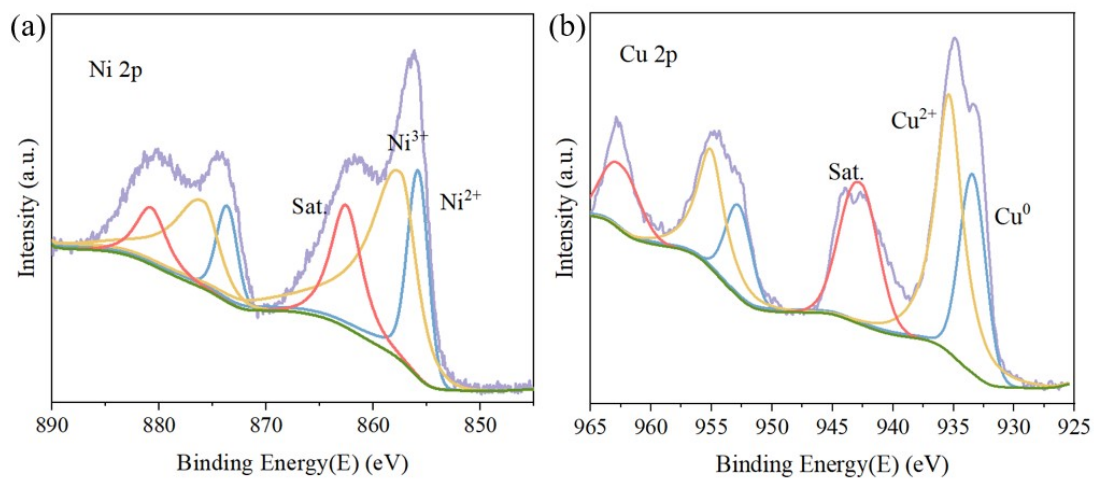 (a)
Ni 2p
Ni³⁺
Sat.
Ni²⁺
Intensity (a.u.)
890 880 870 860 850
Binding Energy(E) (eV)
(b)
Cu 2p
Cu²⁺
Sat.
Cu⁰
Intensity (a.u.)
965 960 955 950 945 940 935 930 925
Binding Energy(E) (eV)